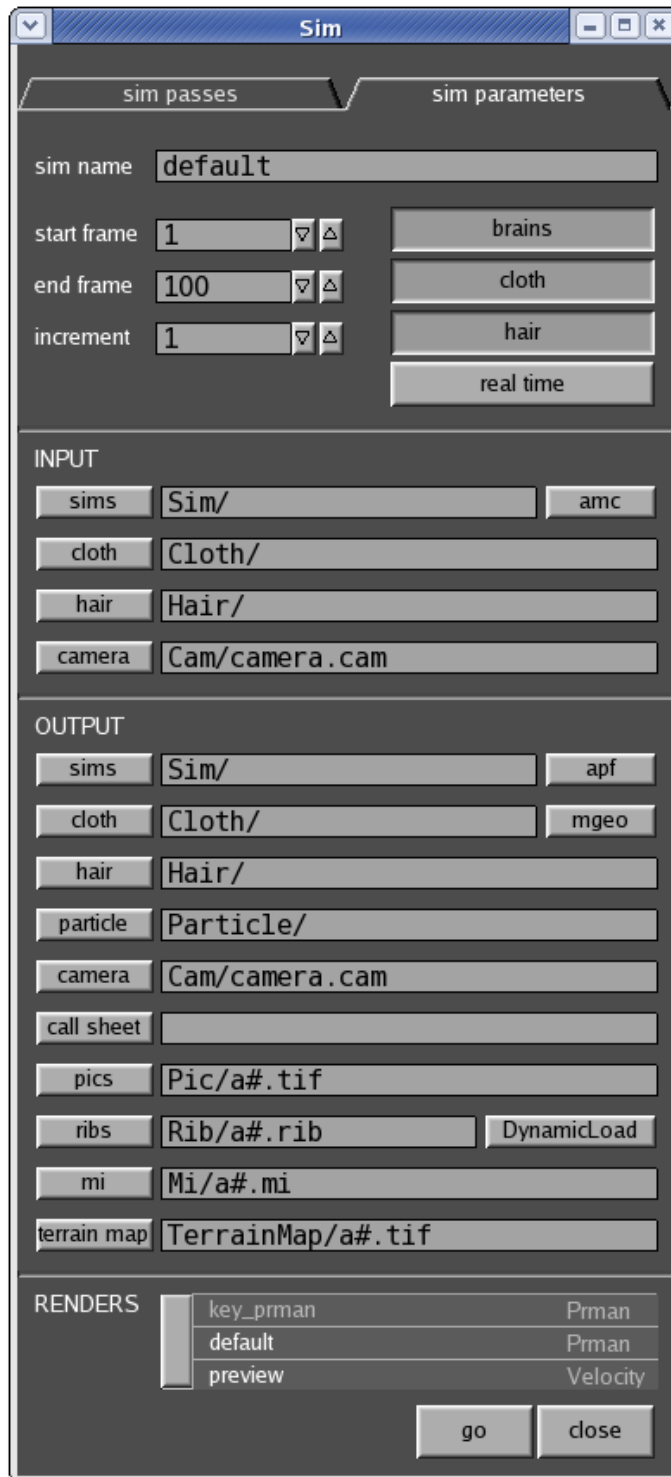 Sim
sim passes sim parameters
sim name default
start frame 1 brains
end frame 100 cloth
increment 1 hair
real time
INPUT
sims Sim/ amc
cloth Cloth/
hair Hair/
camera Cam/camera.cam
OUTPUT
sims Sim/ apf
cloth Cloth/ mgeo
hair Hair/
particle Particle/
camera Cam/camera.cam
call sheet
pics Pic/a#.tif
ribs Rib/a#.rib DynamicLoad
mi Mi/a#.mi
terrain map TerrainMap/a#.tif
RENDERS key_prman Prman
default Prman
preview Velocity
go close